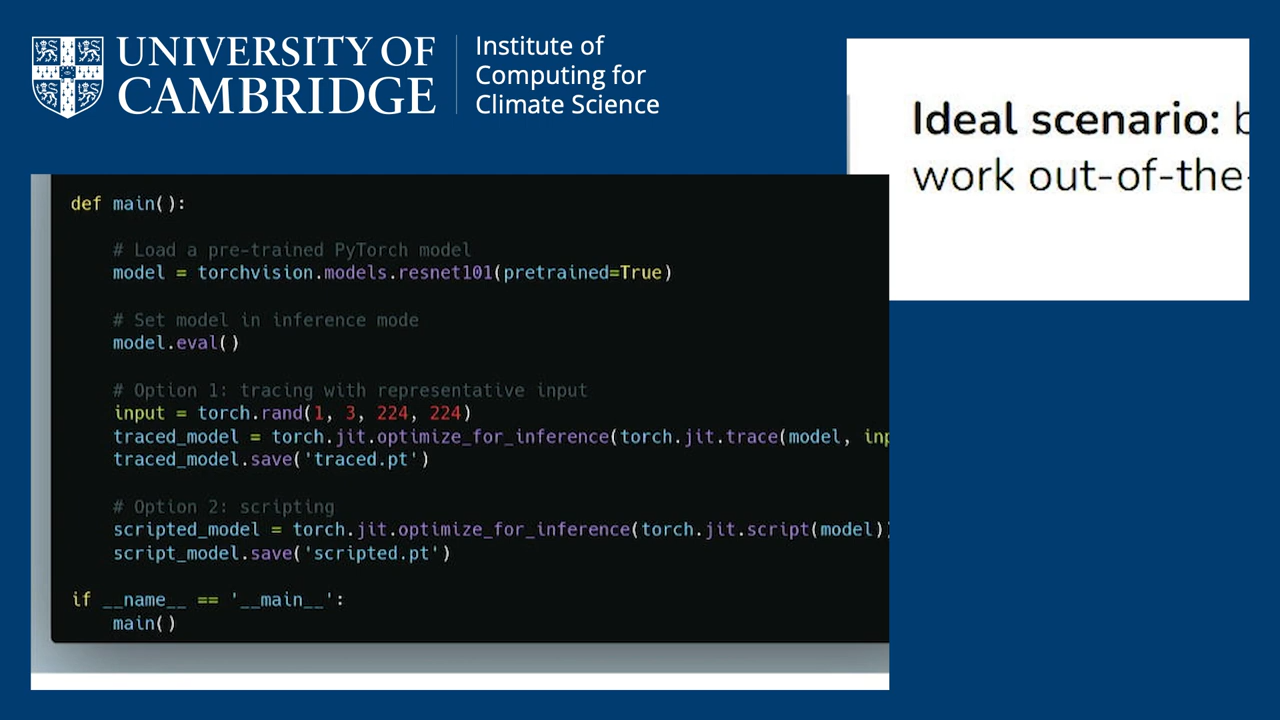 UNIVERSITY OF
CAMBRIDGE
Institute of
Computing for
Climate Science
Ideal scenario:
work out-of-the-
def main():
# Load a pre-trained PyTorch model
model = torchvision.models.resnet101(pretrained=True)
# Set model in inference mode
model.eval()
# Option 1: tracing with representative input
input = torch.rand(1, 3, 224, 224)
traced_model = torch.jit.optimize_for_inference(torch.jit.trace(model, inp
traced_model.save('traced.pt')
# Option 2: scripting
scripted_model = torch.jit.optimize_for_inference(torch.jit.script(model))
script_model.save('scripted.pt')
if __name__ == '__main__':
main()